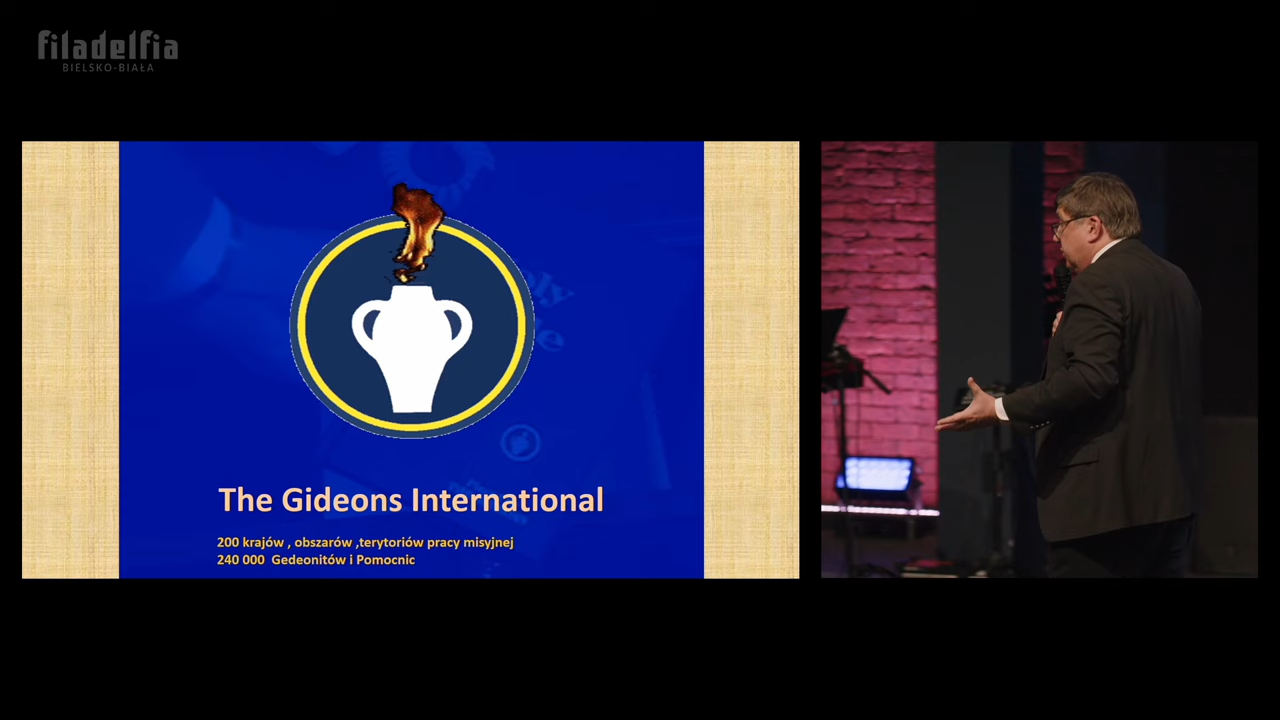 filadelfia
BIELSKO-BIAŁA
The Gideons International
200 krajów , obszarów ,terytoriów pracy misyjnej
240 000 Gedeonitów i Pomocnic